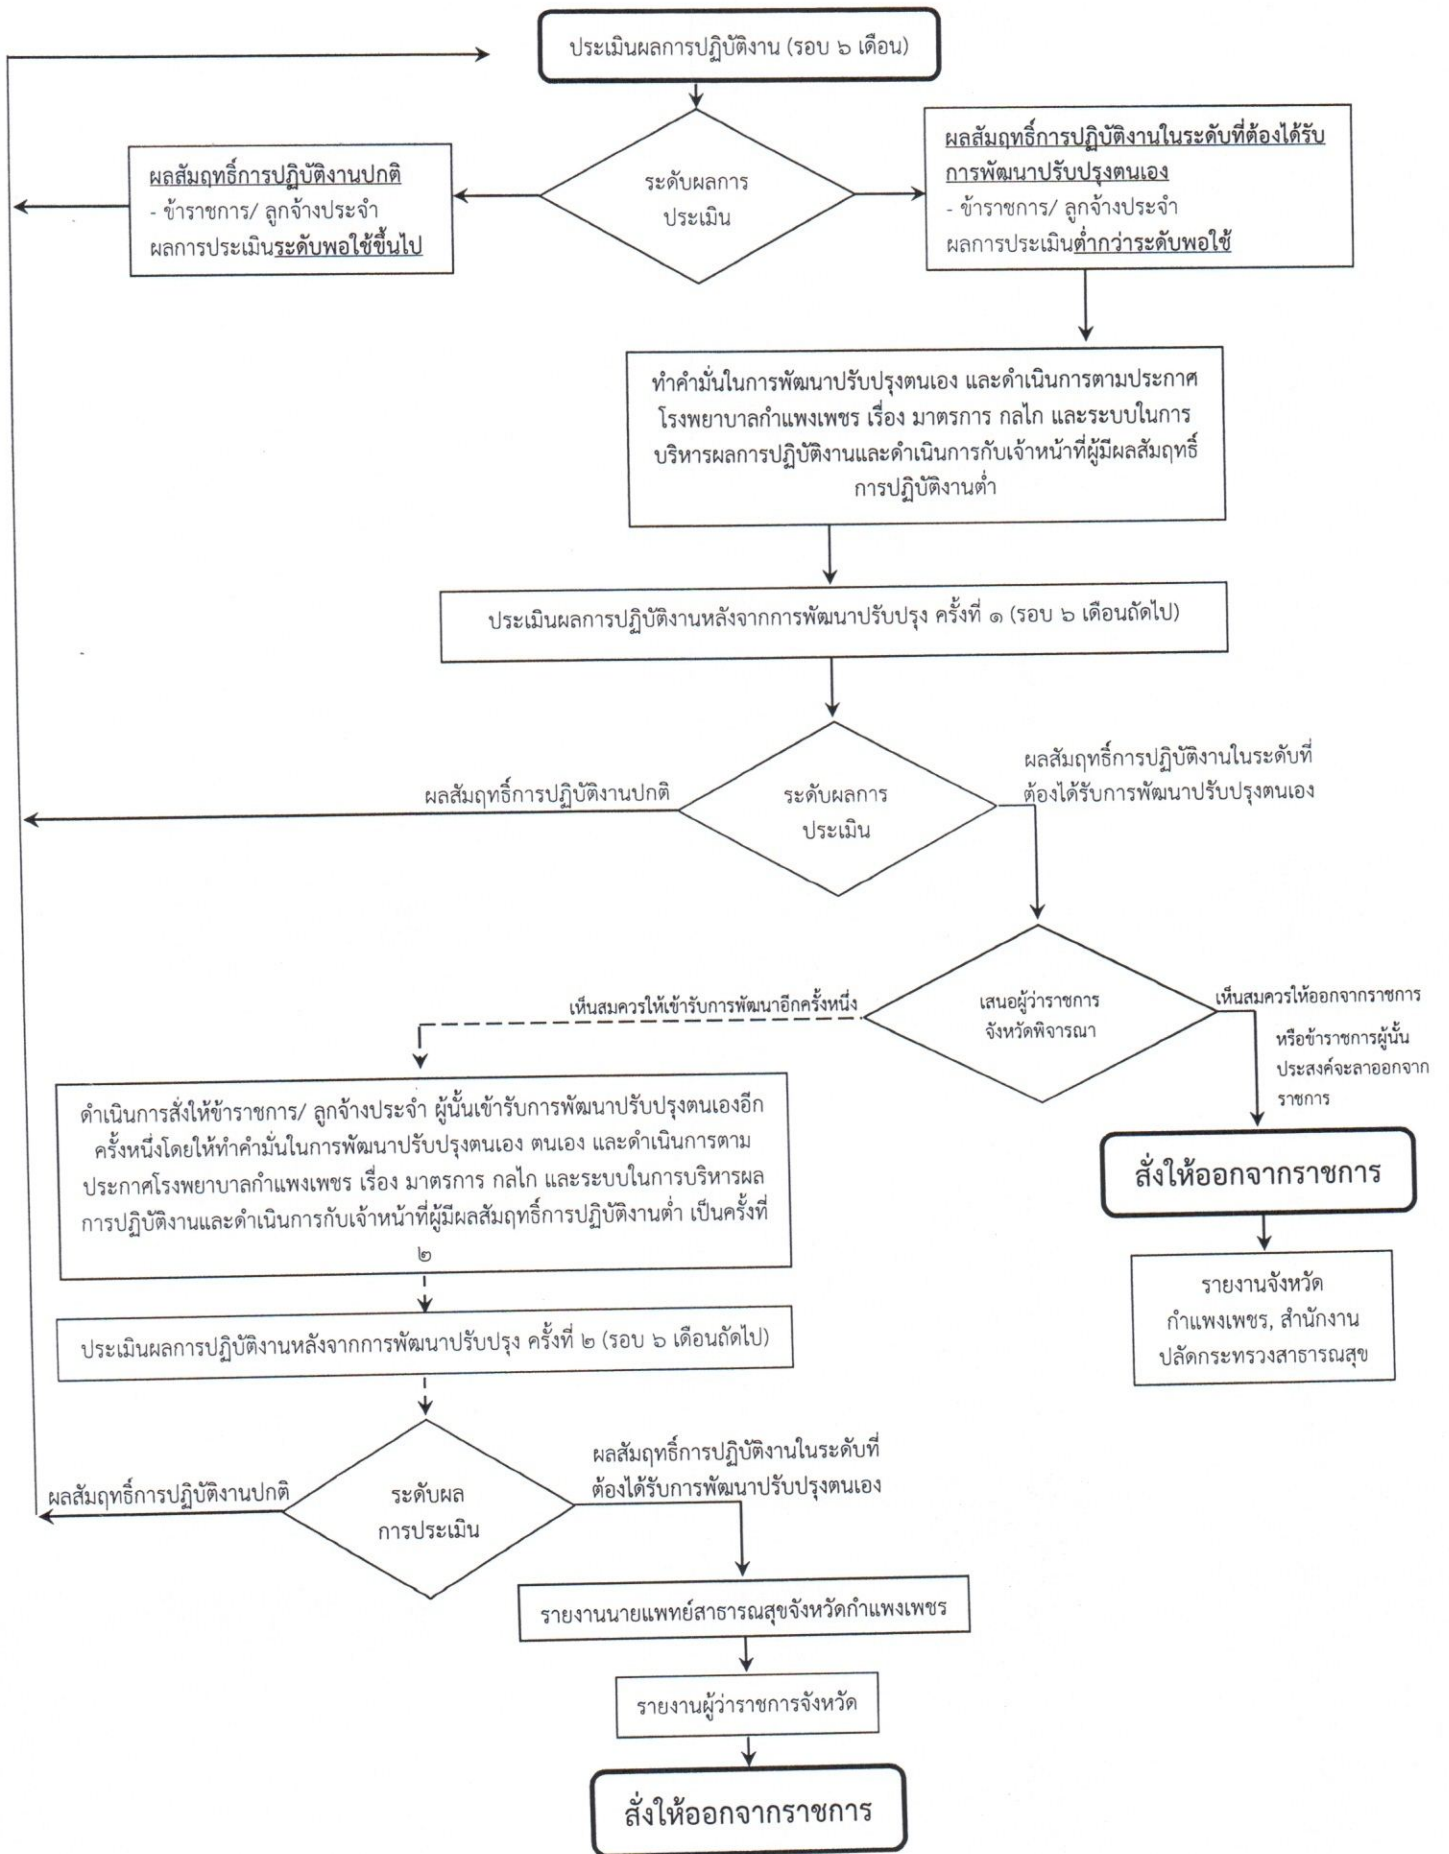 ประเมินผลการปฏิบัติงาน (รอบ ๖ เดือน)
ระดับผลการ
ประเมิน
ผลสัมฤทธิ์การปฏิบัติงานปกติ
- ข้าราชการ/ ลูกจ้างประจำ
ผลการประเมินระดับพอใช้ขึ้นไป
ผลสัมฤทธิ์การปฏิบัติงานในระดับที่ต้องได้รับ
การพัฒนาปรับปรุงตนเอง
- ข้าราชการ/ ลูกจ้างประจำ
ผลการประเมินต่ำกว่าระดับพอใช้
ทำคำมั่นในการพัฒนาปรับปรุงตนเอง และดำเนินการตามประกาศ
โรงพยาบาลกำแพงเพชร เรื่อง มาตรการ กลไก และระบบในการ
บริหารผลการปฏิบัติงานและดำเนินการกับเจ้าหน้าที่ผู้มีผลสัมฤทธิ์
การปฏิบัติงานต่ำ
ประเมินผลการปฏิบัติงานหลังจากการพัฒนาปรับปรุง ครั้งที่ ๑ (รอบ ๖ เดือนถัดไป)
ผลสัมฤทธิ์การปฏิบัติงานปกติ
ระดับผลการ
ประเมิน
ผลสัมฤทธิ์การปฏิบัติงานในระดับที่
ต้องได้รับการพัฒนาปรับปรุงตนเอง
เห็นสมควรให้เข้ารับการพัฒนาอีกครั้งหนึ่ง
เสนอผู้ว่าราชการ
จังหวัดพิจารณา
เห็นสมควรให้ออกจากราชการ
หรือข้าราชการผู้นั้น
ประสงค์จะลาออกจาก
ราชการ
ดำเนินการสั่งให้ข้าราชการ/ ลูกจ้างประจำ ผู้นั้นเข้ารับการพัฒนาปรับปรุงตนเองอีก
ครั้งหนึ่งโดยให้ทำคำมั่นในการพัฒนาปรับปรุงตนเอง ตนเอง และดำเนินการตาม
ประกาศโรงพยาบาลกำแพงเพชร เรื่อง มาตรการ กลไก และระบบในการบริหารผล
การปฏิบัติงานและดำเนินการกับเจ้าหน้าที่ผู้มีผลสัมฤทธิ์การปฏิบัติงานต่ำ เป็นครั้งที่
๒
สั่งให้ออกจากราชการ
รายงานจังหวัด
กำแพงเพชร, สำนักงาน
ปลัดกระทรวงสาธารณสุข
ประเมินผลการปฏิบัติงานหลังจากการพัฒนาปรับปรุง ครั้งที่ ๒ (รอบ ๖ เดือนถัดไป)
ผลสัมฤทธิ์การปฏิบัติงานปกติ
ระดับผล
การประเมิน
ผลสัมฤทธิ์การปฏิบัติงานในระดับที่
ต้องได้รับการพัฒนาปรับปรุงตนเอง
รายงานนายแพทย์สาธารณสุขจังหวัดกำแพงเพชร
รายงานผู้ว่าราชการจังหวัด
สั่งให้ออกจากราชการ